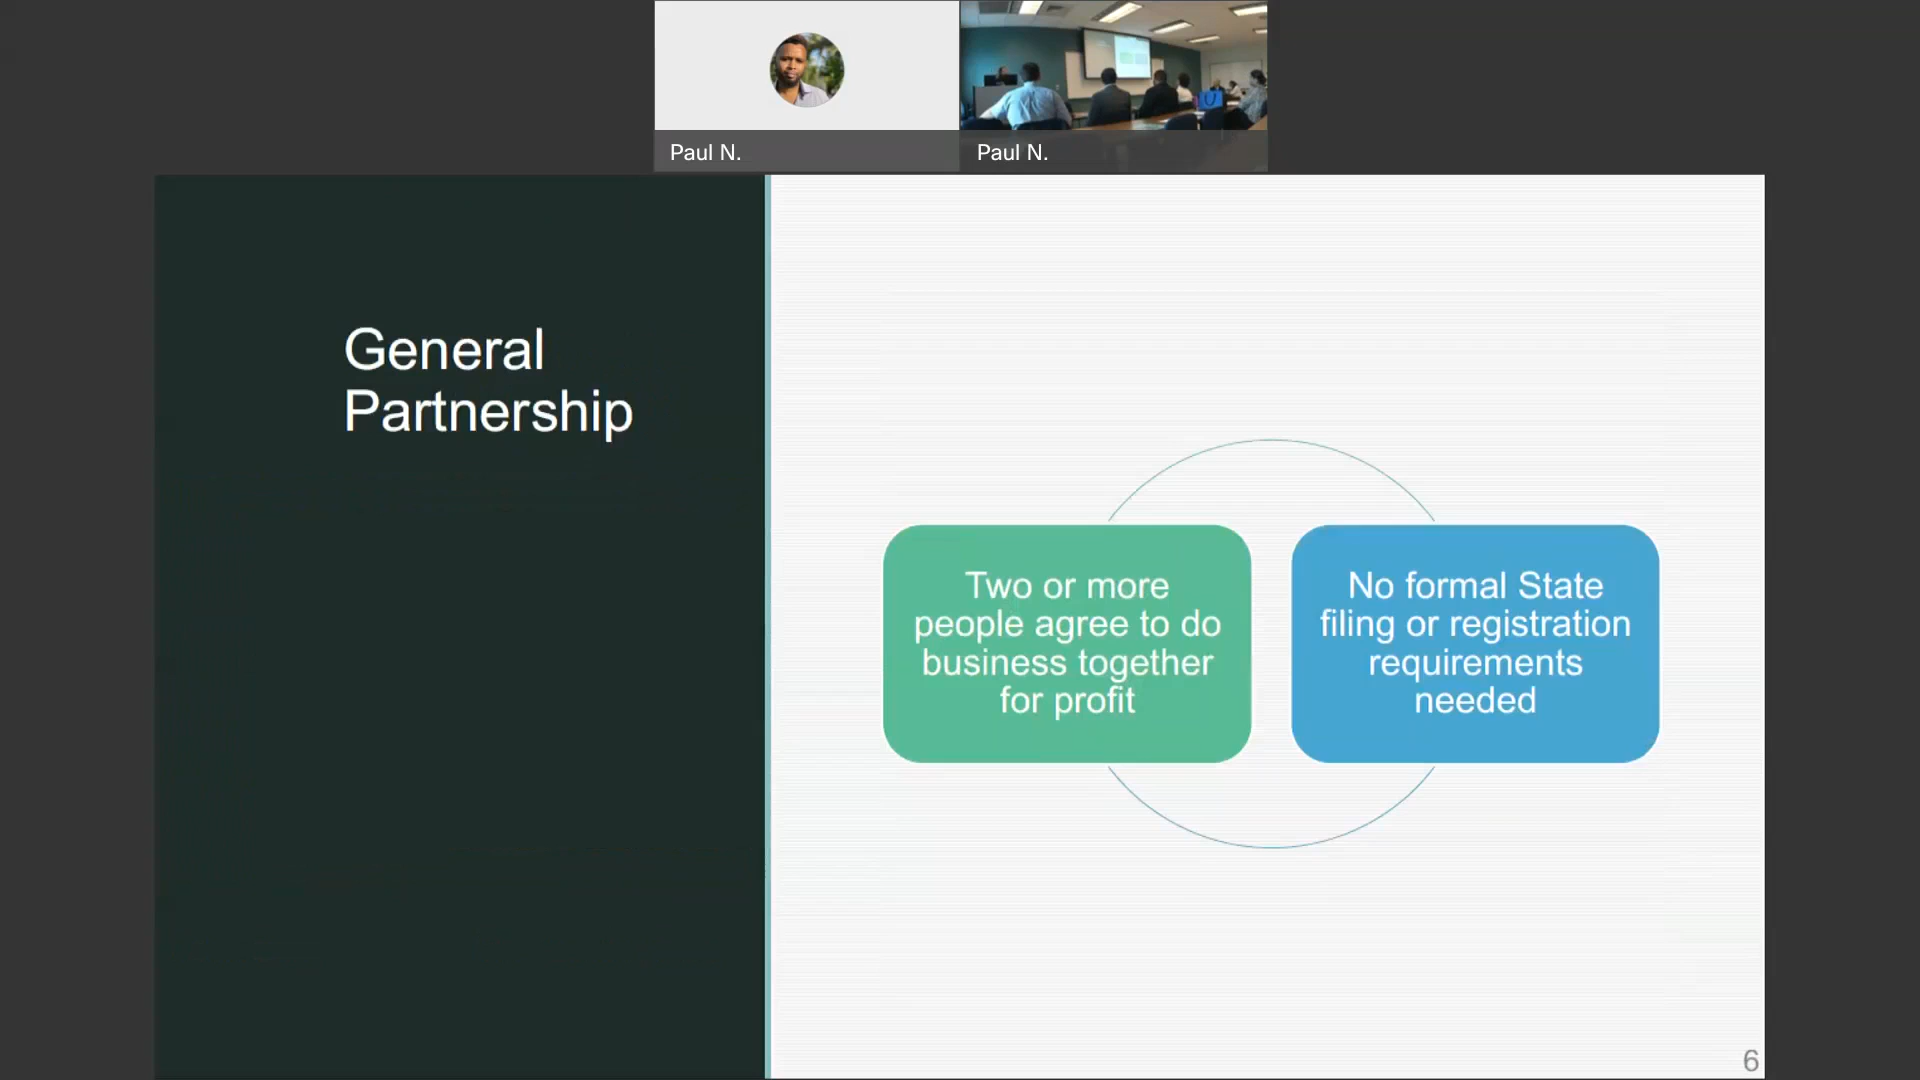 Paul N.
Paul N.
General
Partnership
Two or more
people agree to do
business together
for profit
No formal State
filing or registration
requirements
needed
6